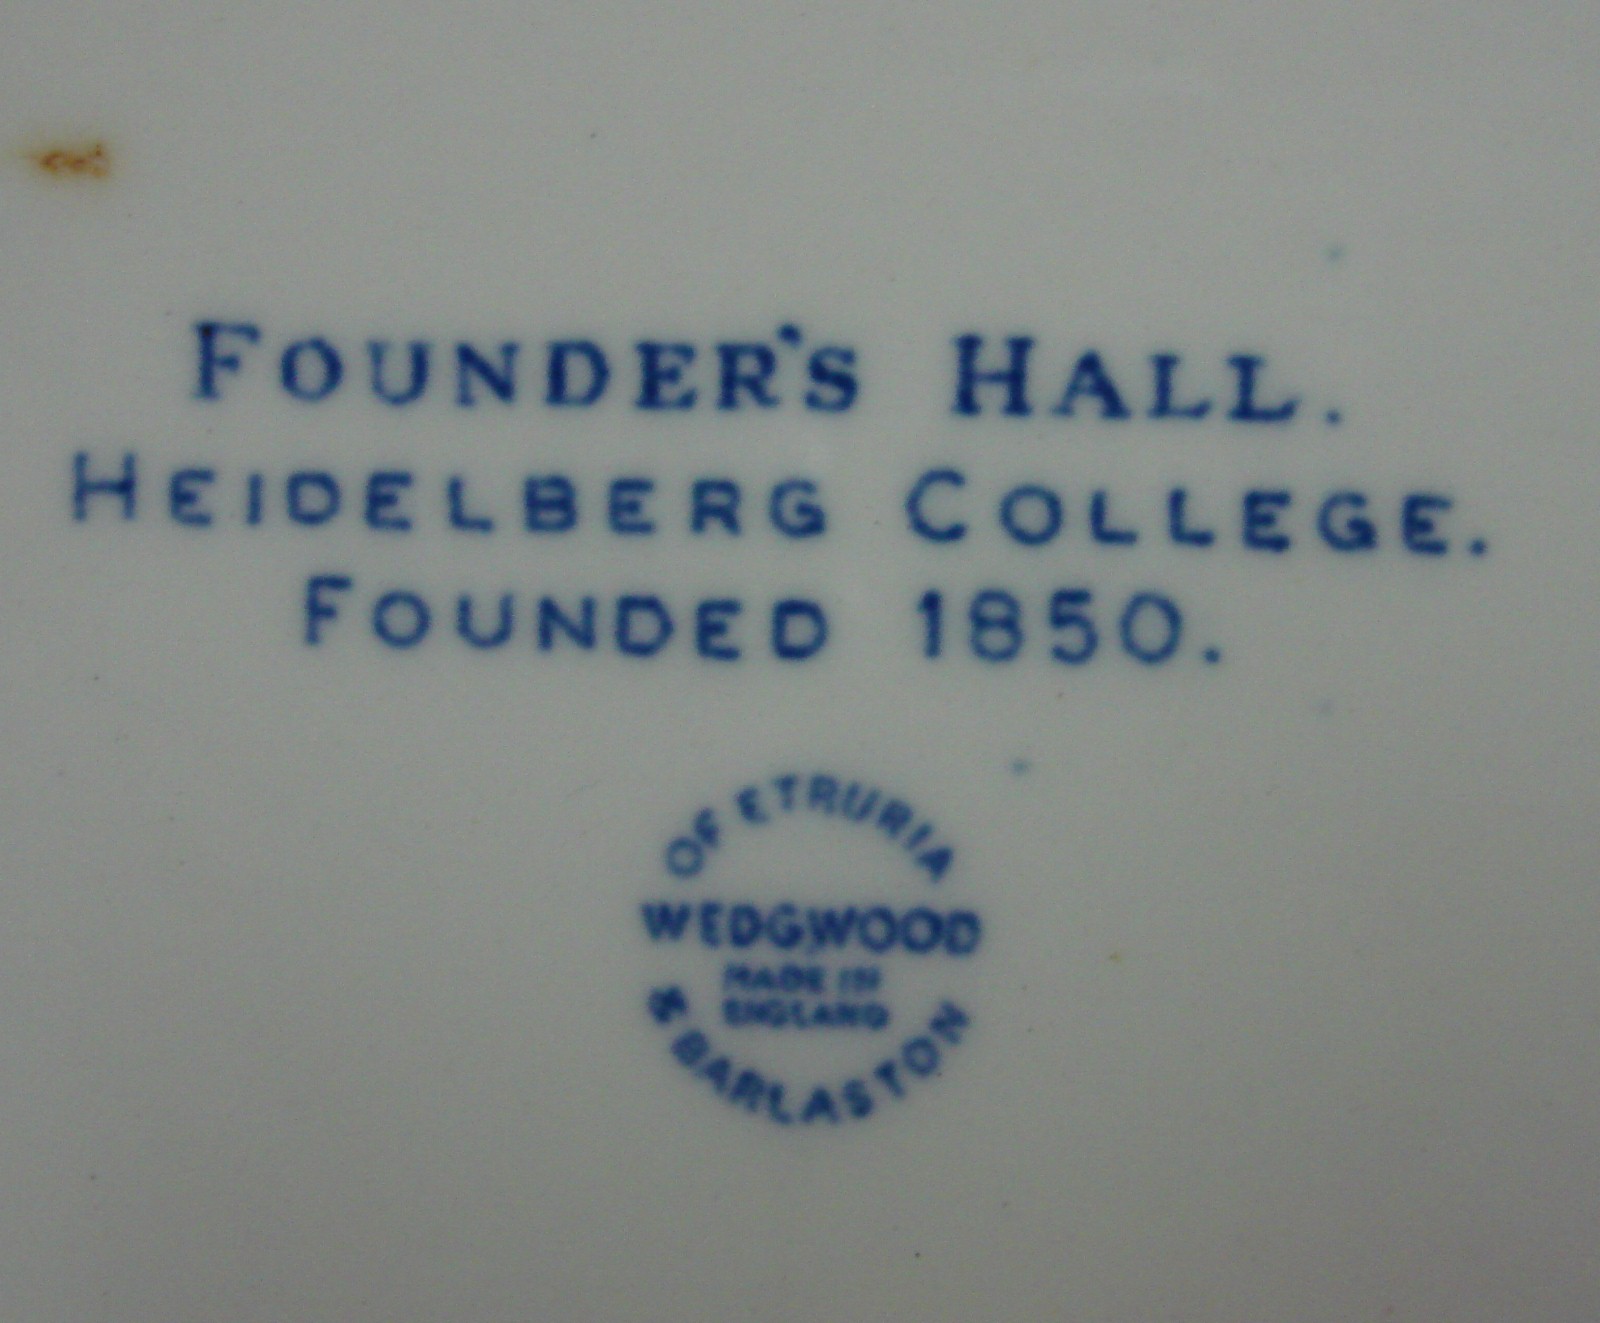 FOUNDER'S HALL.
HEIDELBERG COLLEGE.
FOUNDED 1850.
OF ETRURIA
WEDGWOOD
MADE IN
ENGLAND
& BARLASTON